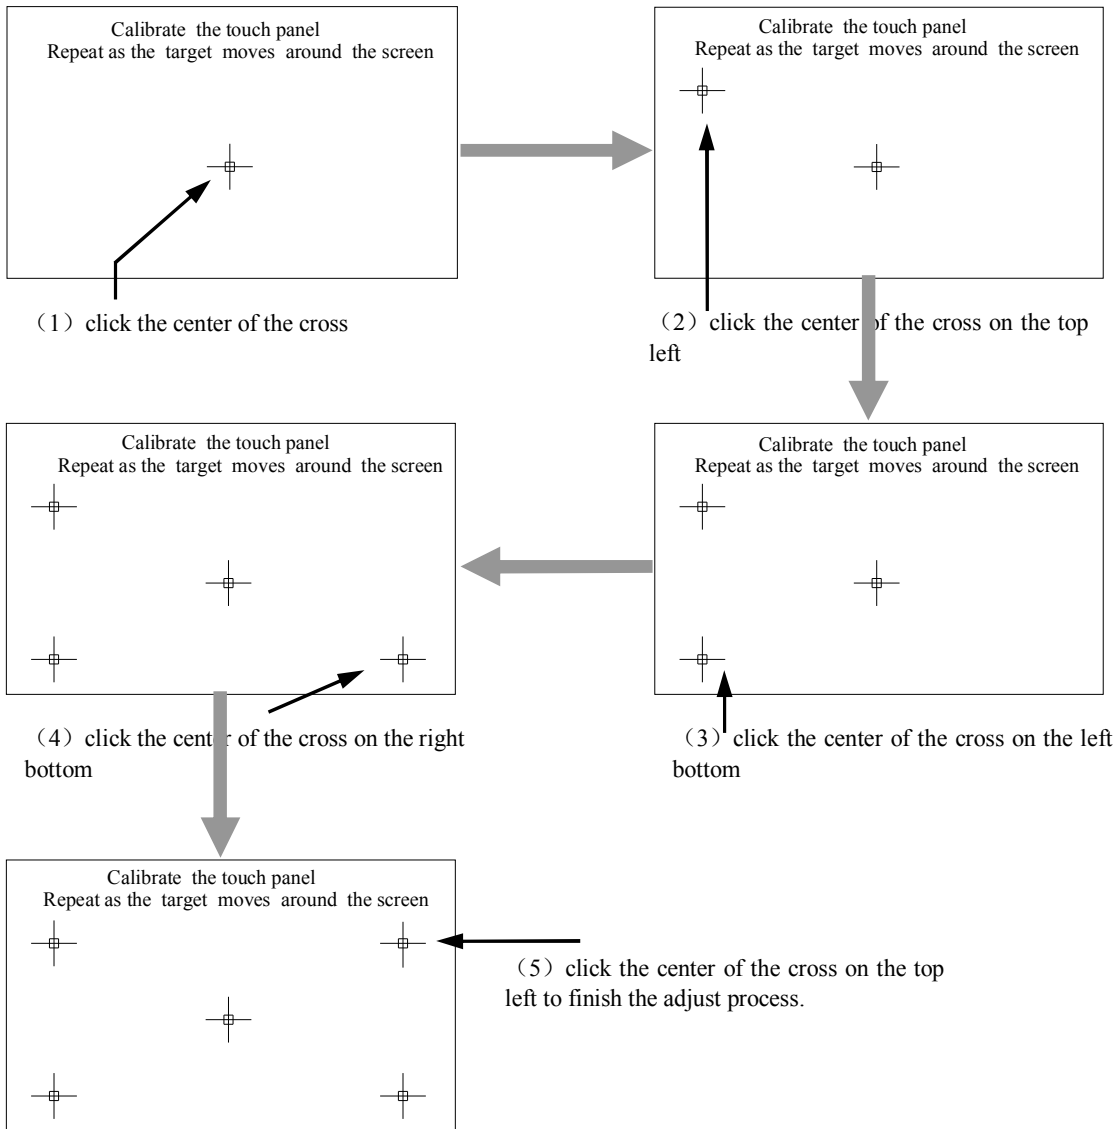 Calibrate the touch panel
Repeat as the target moves around the screen
（1）click the center of the cross
Calibrate the touch panel
Repeat as the target moves around the screen
（2）click the center of the cross on the top
left
Calibrate the touch panel
Repeat as the target moves around the screen
（3）click the center of the cross on the left
bottom
Calibrate the touch panel
Repeat as the target moves around the screen
（4）click the center of the cross on the right
bottom
Calibrate the touch panel
Repeat as the target moves around the screen
（5）click the center of the cross on the top
left to finish the adjust process.